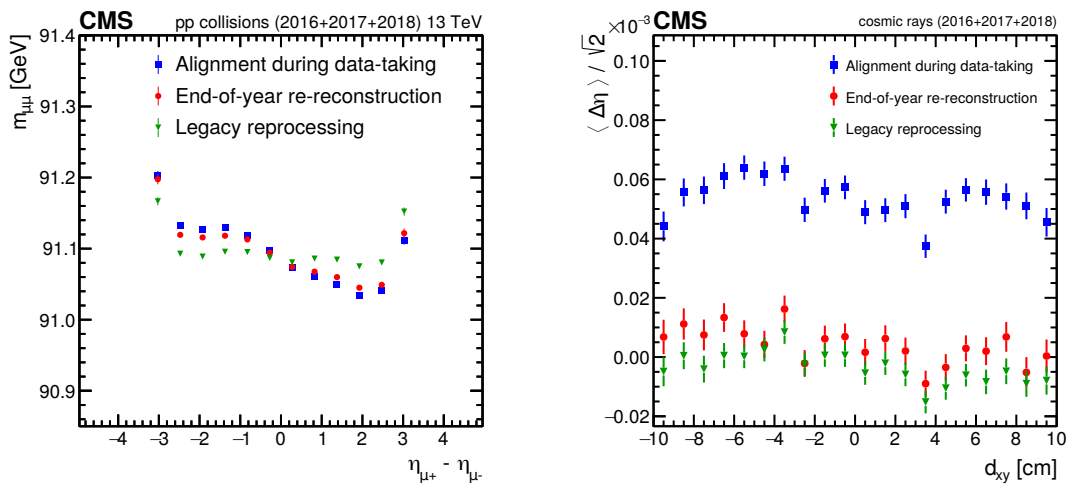 CMS pp collisions (2016+2017+2018) 13 TeV
m_μμ [GeV]
91.4
91.3
91.2
91.1
91.0
90.9
Alignment during data-taking
End-of-year re-reconstruction
Legacy reprocessing
−4 −3 −2 −1 0 1 2 3 4
η_μ+ - η_μ-
CMS cosmic rays (2016+2017+2018)
⟨ Δη ⟩ / √2 ×10⁻³
0.10
0.08
0.06
0.04
0.02
0.00
−0.02
Alignment during data-taking
End-of-year re-reconstruction
Legacy reprocessing
−10 −8 −6 −4 −2 0 2 4 6 8 10
d_xy [cm]